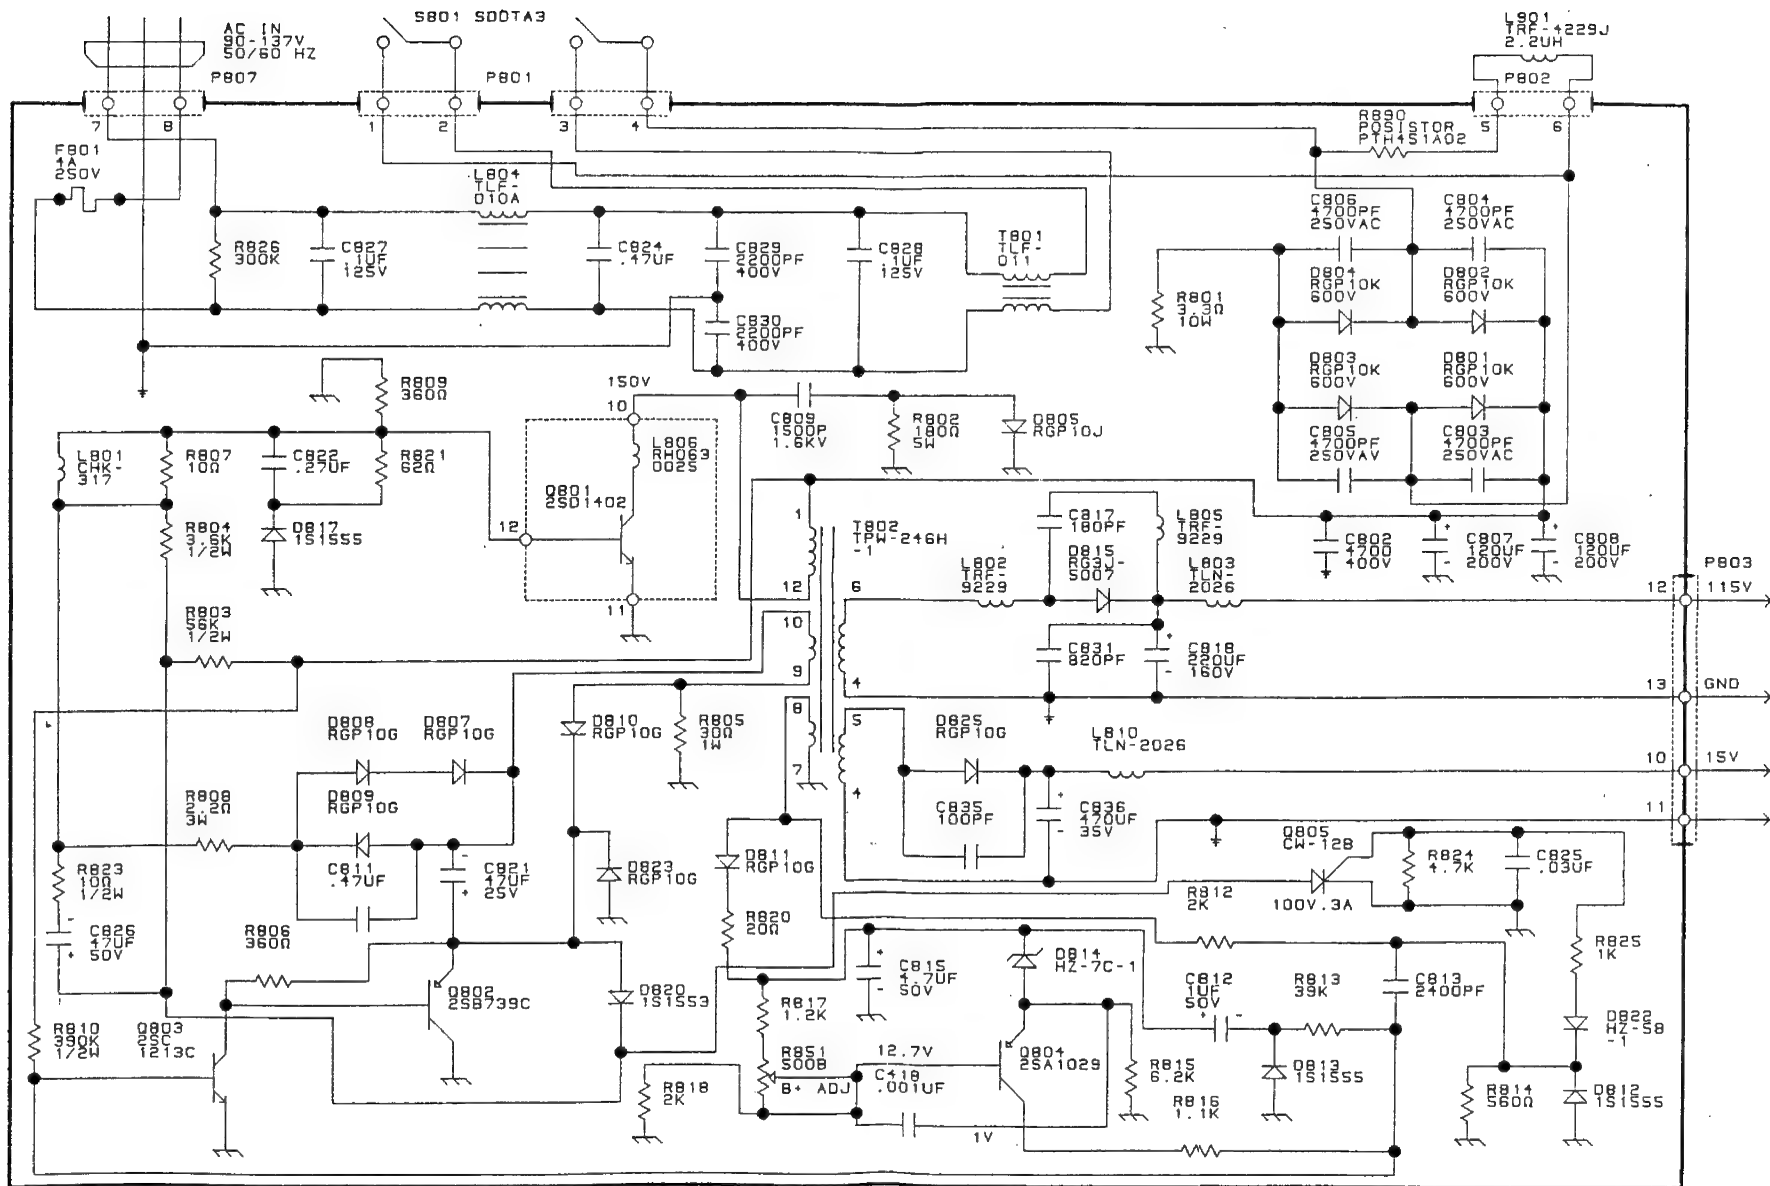 AC IN
90-137V
50/60 HZ
P807
S801 SDDTA3
P801
L901
TRF-4229J
2.2UH
P802
7
8
1
2
3
4
5
6
F801
4A
250V
R890
POSISTOR
PTH451A02
L804
TLF-
010A
R826
300K
C827
.1UF
125V
C824
.47UF
C829
2200PF
400V
C828
.1UF
125V
T801
TLF-
011
C830
2200PF
400V
C806
4700PF
250VAC
C804
4700PF
250VAC
D804
RGP10K
600V
D802
RGP10K
600V
R801
3.3Ω
10W
D803
RGP10K
600V
D801
RGP10K
600V
C805
4700PF
250VAV
C803
4700PF
250VAC
R809
360Ω
150V
10
L801
CHK-
317
R807
10Ω
C822
.27UF
R821
62Ω
L806
RH063
002S
C809
1500P
1.6KV
R802
180Ω
5W
D805
RGP10J
Q801
2SD1402
12
11
R804
3.6K
1/2W
D817
1S1555
1
T802
TPW-246H
-1
12
10
9
8
7
6
4
5
4
C817
180PF
L805
TRF-
9229
D815
RG3J-
S007
L802
TRF-
9229
L803
TLN-
2026
C802
4700
400V
+
C807
120UF
200V
-
+
C808
120UF
200V
-
P803
12
115V
R803
56K
1/2W
C831
820PF
+
C818
220UF
160V
-
13
GND
D808
RGP10G
D807
RGP10G
D810
RGP10G
R805
30Ω
1W
D825
RGP10G
L810
TLN-2026
10
15V
R808
2.2Ω
3W
D809
RGP10G
C835
100PF
+
C836
470UF
35V
-
11
C811
.47UF
-
C821
47UF
25V
+
D823
RGP10G
D811
RGP10G
Q805
CW-12B
R824
4.7K
C825
.03UF
R823
10Ω
1/2W
R812
2K
100V.3A
-
C826
47UF
50V
+
R806
360Ω
R820
20Ω
+
C815
4.7UF
50V
-
D814
HZ-7C-1
R825
1K
Q802
2SB739C
D820
1S1553
R817
1.2K
C812
1UF
50V
+
-
R813
39K
C813
2400PF
R810
390K
1/2W
Q803
2SC
1213C
D822
HZ-S8
-1
R851
500B
B+ ADJ
12.7V
C418
.001UF
Q804
2SA1029
R815
6.2K
D813
1S1555
R818
2K
R816
1.1K
1V
R814
560Ω
D812
1S1555